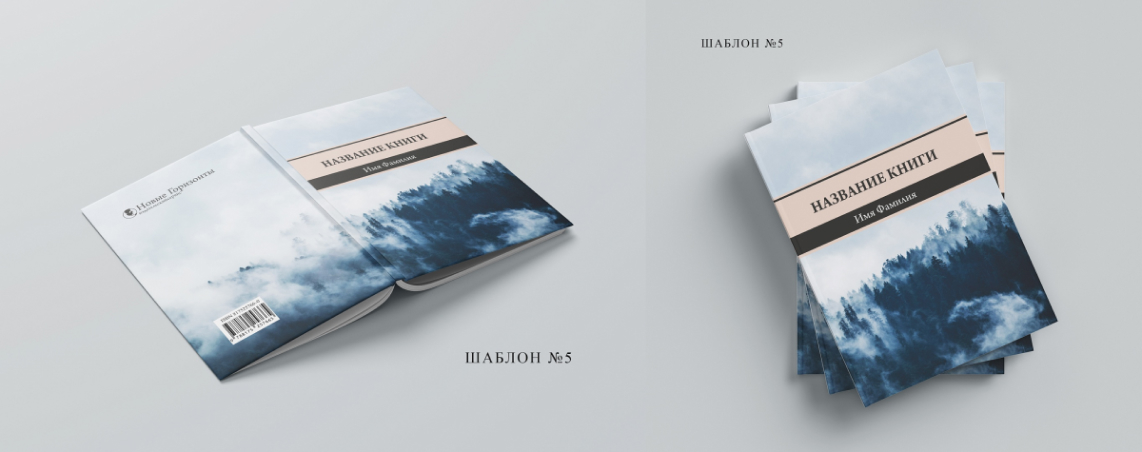 НАЗВАНИЕ КНИГИ
Имя Фамилия
Новые Горизонты
ШАБЛОН №5
ШАБЛОН №5
НАЗВАНИЕ КНИГИ
Имя Фамилия